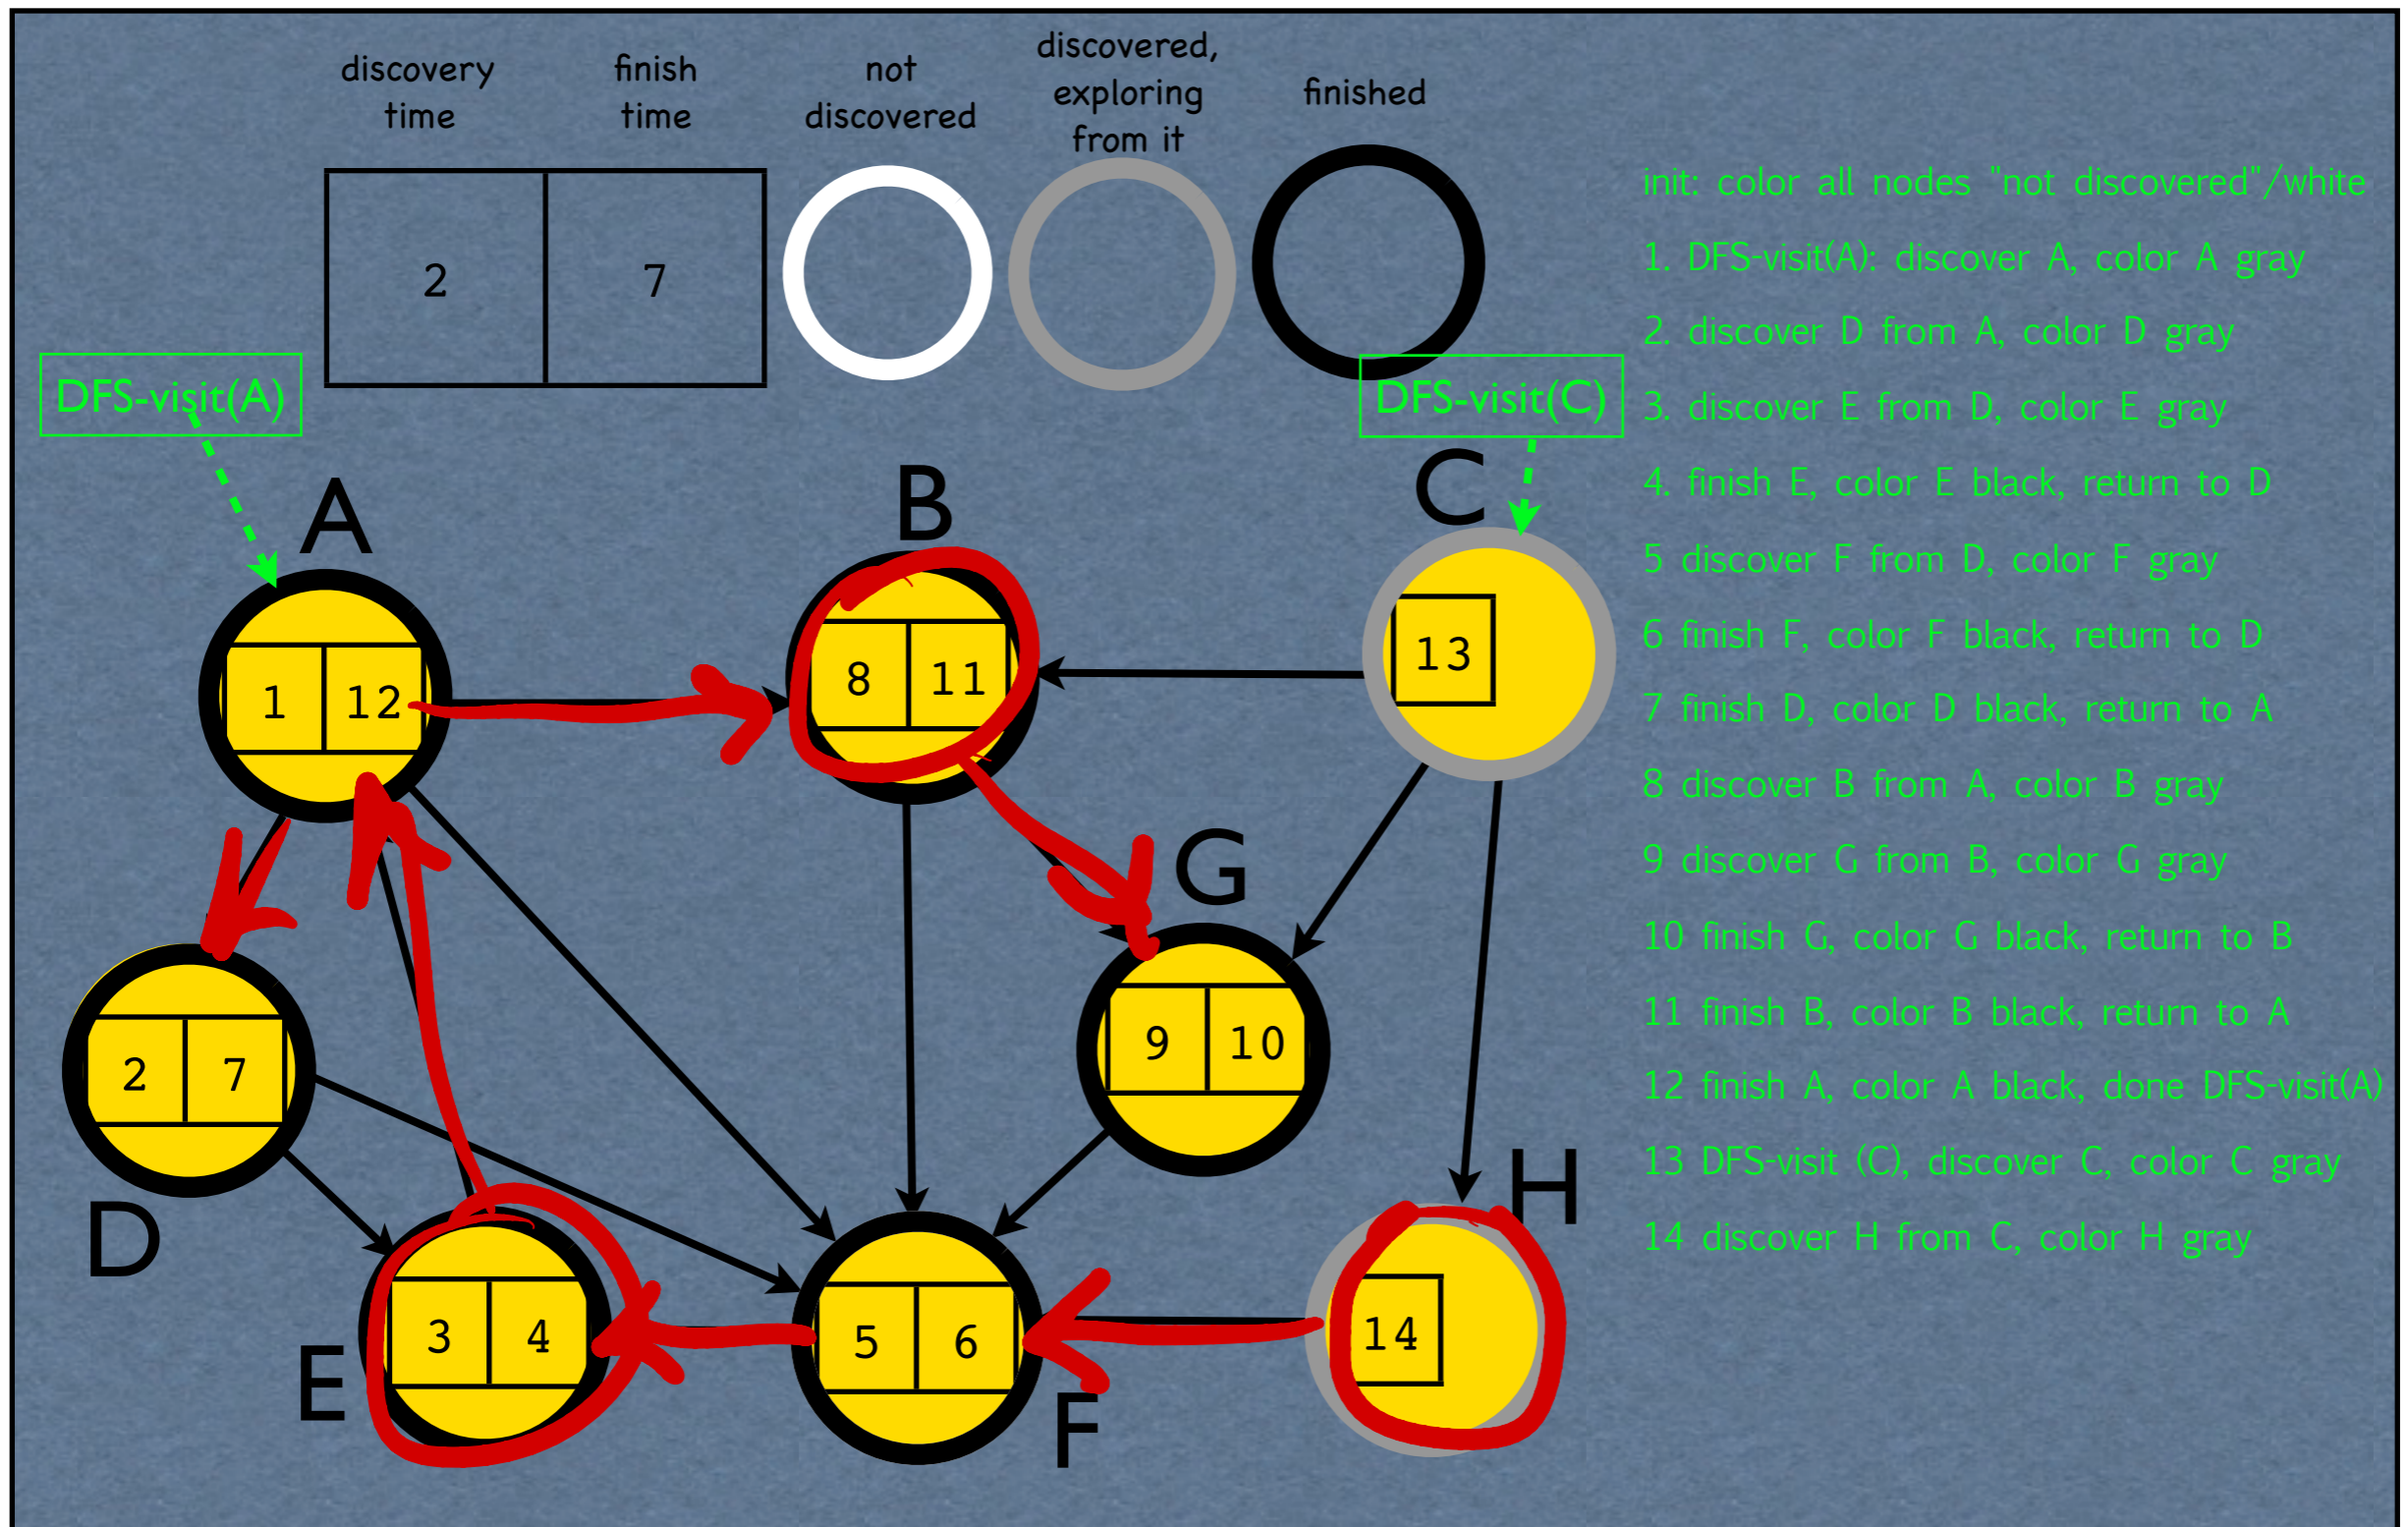 discovery
time
finish
time
not
discovered
discovered,
exploring
from it
finished
2
7
init: color all nodes "not discovered"/white
1. DFS-visit(A): discover A, color A gray
2. discover D from A, color D gray
3. discover E from D, color E gray
4. finish E, color E black, return to D
5 discover F from D, color F gray
6 finish F, color F black, return to D
7 finish D, color D black, return to A
8 discover B from A, color B gray
9 discover G from B, color G gray
10 finish G, color G black, return to B
11 finish B, color B black, return to A
12 finish A, color A black, done DFS-visit(A)
13 DFS-visit (C), discover C, color C gray
14 discover H from C, color H gray
DFS-visit(A)
DFS-visit(C)
A
B
C
1 12
8 11
13
G
2 7
9 10
D
H
3 4
5 6
14
E
F